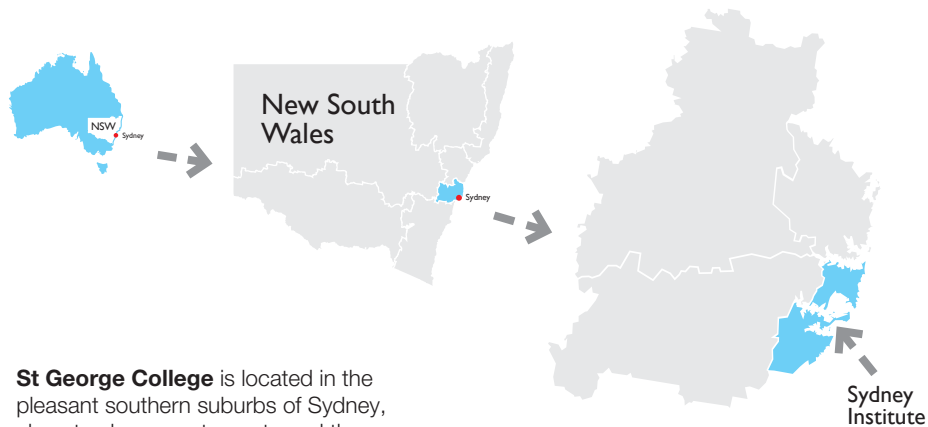 NSW
Sydney
New South
Wales
Sydney
Sydney
Institute
St George College is located in the
pleasant southern suburbs of Sydney,